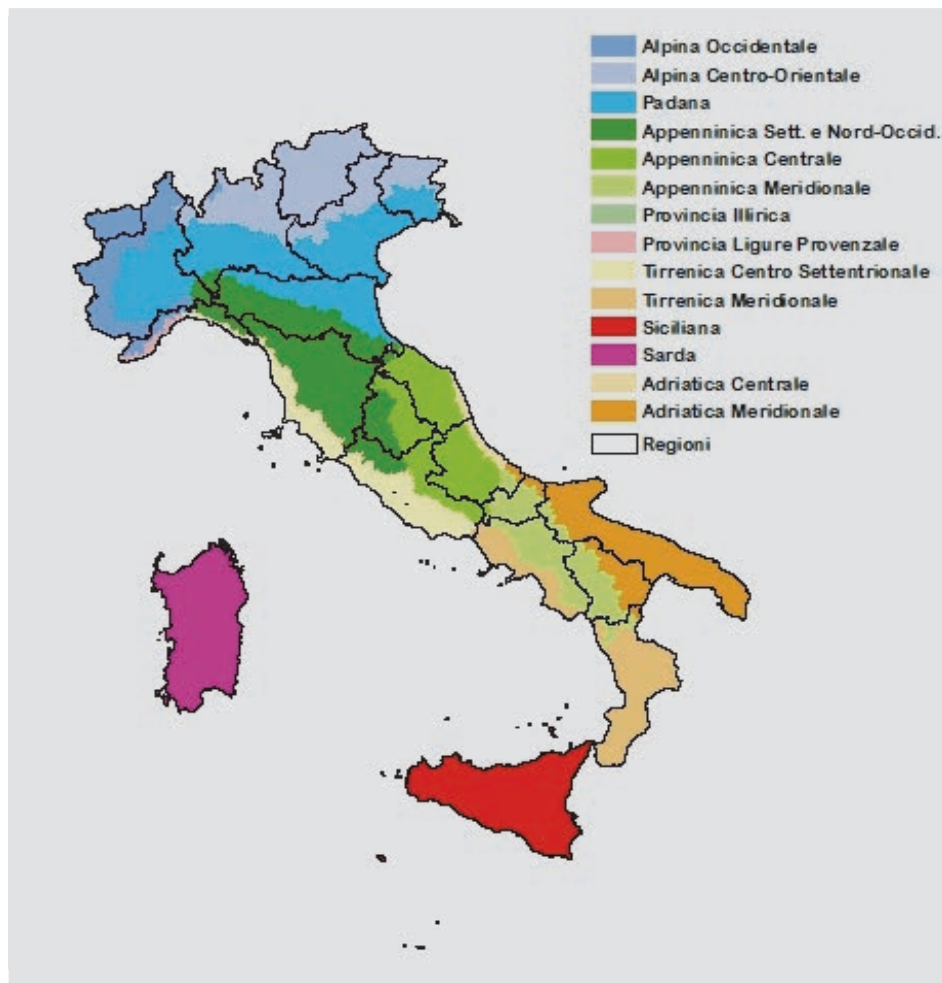 Alpina Occidentale
Alpina Centro-Orientale
Padana
Appenninica Sett. e Nord-Occid.
Appenninica Centrale
Appenninica Meridionale
Provincia Illirica
Provincia Ligure Provenzale
Tirrenica Centro Settentrionale
Tirrenica Meridionale
Siciliana
Sarda
Adriatica Centrale
Adriatica Meridionale
Regioni